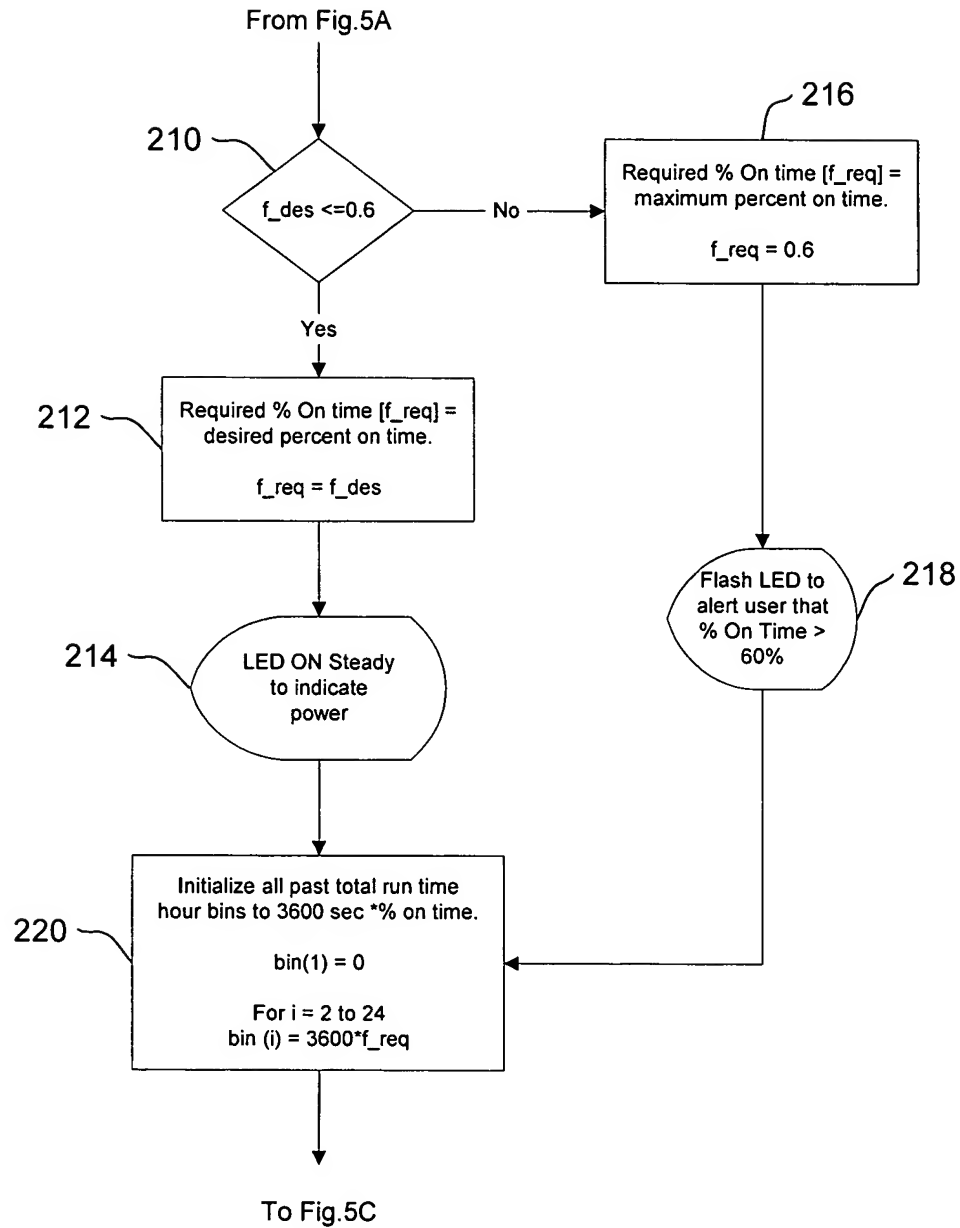 From Fig.5A
210
f_des <=0.6
No
216
Required % On time [f_req] =
maximum percent on time.
f_req = 0.6
Yes
212
Required % On time [f_req] =
desired percent on time.
f_req = f_des
218
Flash LED to
alert user that
% On Time >
60%
214
LED ON Steady
to indicate
power
220
Initialize all past total run time
hour bins to 3600 sec *% on time.
bin(1) = 0
For i = 2 to 24
bin (i) = 3600*f_req
To Fig.5C